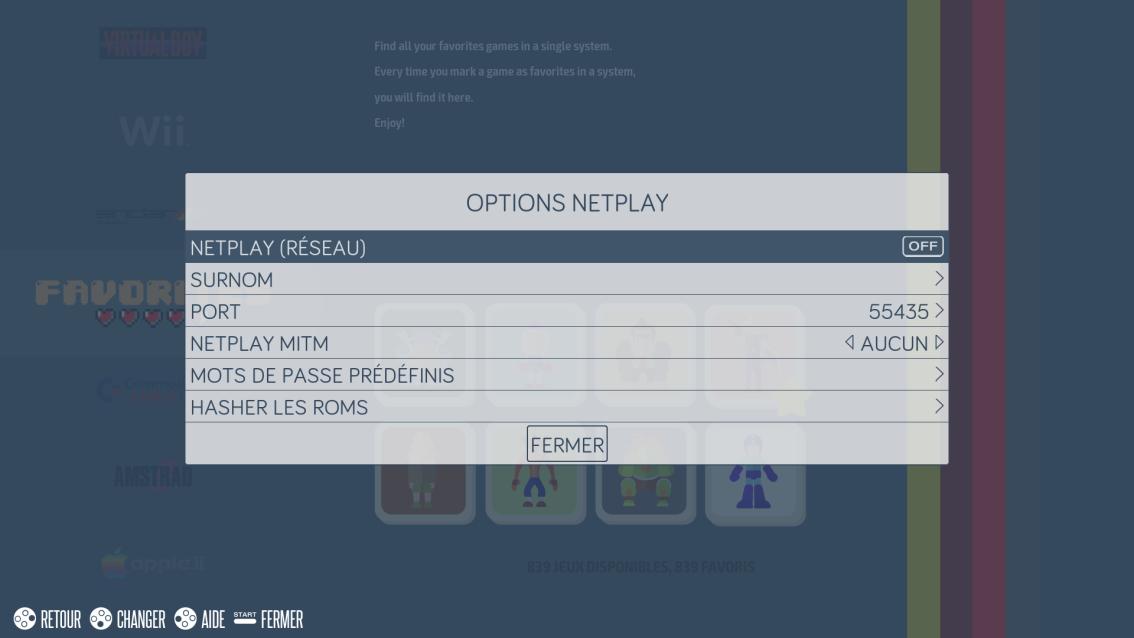 VIRTUAL BOY
Find all your favorites games in a single system.
Every time you mark a game as favorites in a system,
you will find it here.
Enjoy!
Wii
OPTIONS NETPLAY
NETPLAY (RÉSEAU) OFF
SURNOM
PORT 55435
NETPLAY MITM AUCUN
MOTS DE PASSE PRÉDÉFINIS
HASHER LES ROMS
FERMER
AMSTRAD
apple ii
839 JEUX DISPONIBLES, 839 FAVORIS
RETOUR CHANGER AIDE START FERMER